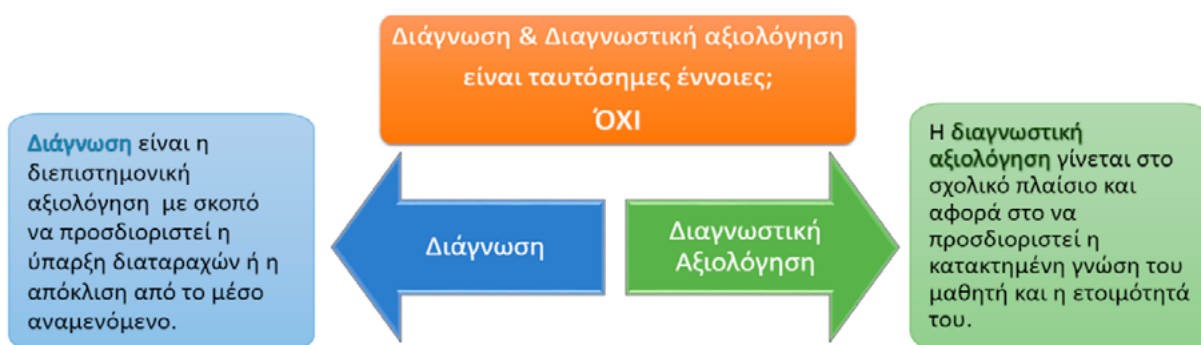 Διάγνωση & Διαγνωστική αξιολόγηση
είναι ταυτόσημες έννοιες;
ΌΧΙ
Διάγνωση είναι η
διεπιστημονική
αξιολόγηση με σκοπό
να προσδιοριστεί η
ύπαρξη διαταραχών ή η
απόκλιση από το μέσο
αναμενόμενο.
Διάγνωση
Διαγνωστική
Αξιολόγηση
Η διαγνωστική
αξιολόγηση γίνεται στο
σχολικό πλαίσιο και
αφορά στο να
προσδιοριστεί η
κατακτημένη γνώση του
μαθητή και η ετοιμότητά
του.